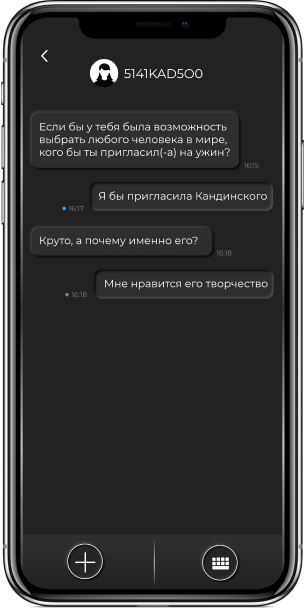 5141KAD5O0
Если бы у тебя была возможность
выбрать любого человека в мире,
кого бы ты пригласил(-а) на ужин?
16:15
Я бы пригласила Кандинского
16:17
Круто, а почему именно его?
16:18
Мне нравится его творчество
16:18